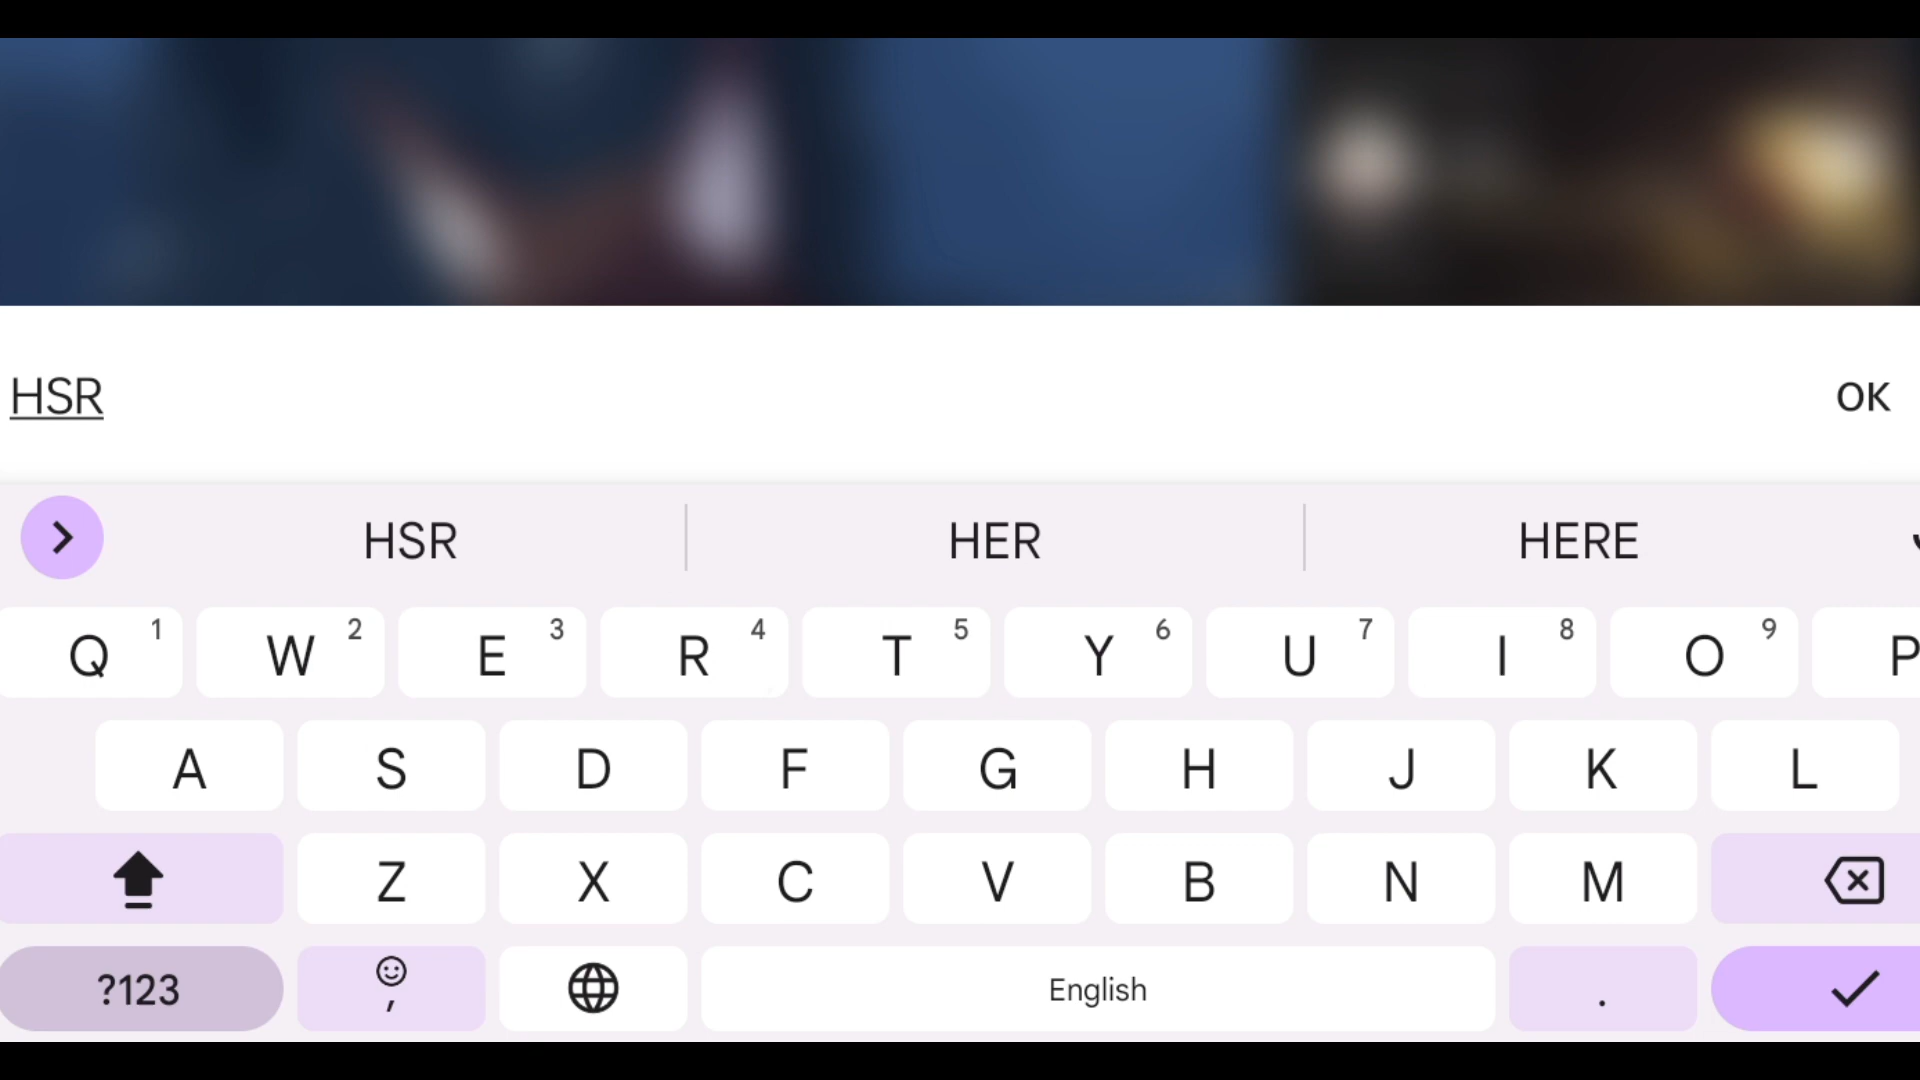 HSR OK
HSR HER HERE
Q 1 W 2 E 3 R 4 T 5 Y 6 U 7 I 8 O 9 P
A S D F G H J K L
Z X C V B N M
?123 , English .